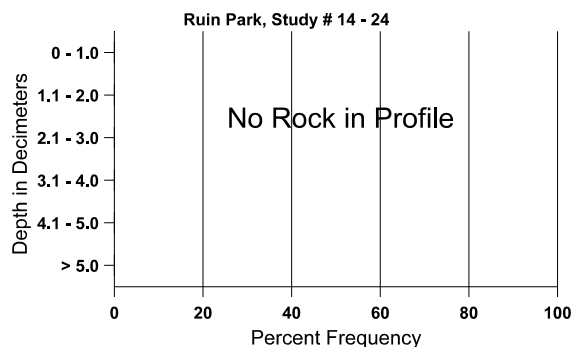 Ruin Park, Study # 14 - 24
0 - 1.0
1.1 - 2.0
No Rock in Profile
2.1 - 3.0
3.1 - 4.0
4.1 - 5.0
> 5.0
Depth in Decimeters
0 20 40 60 80 100
Percent Frequency